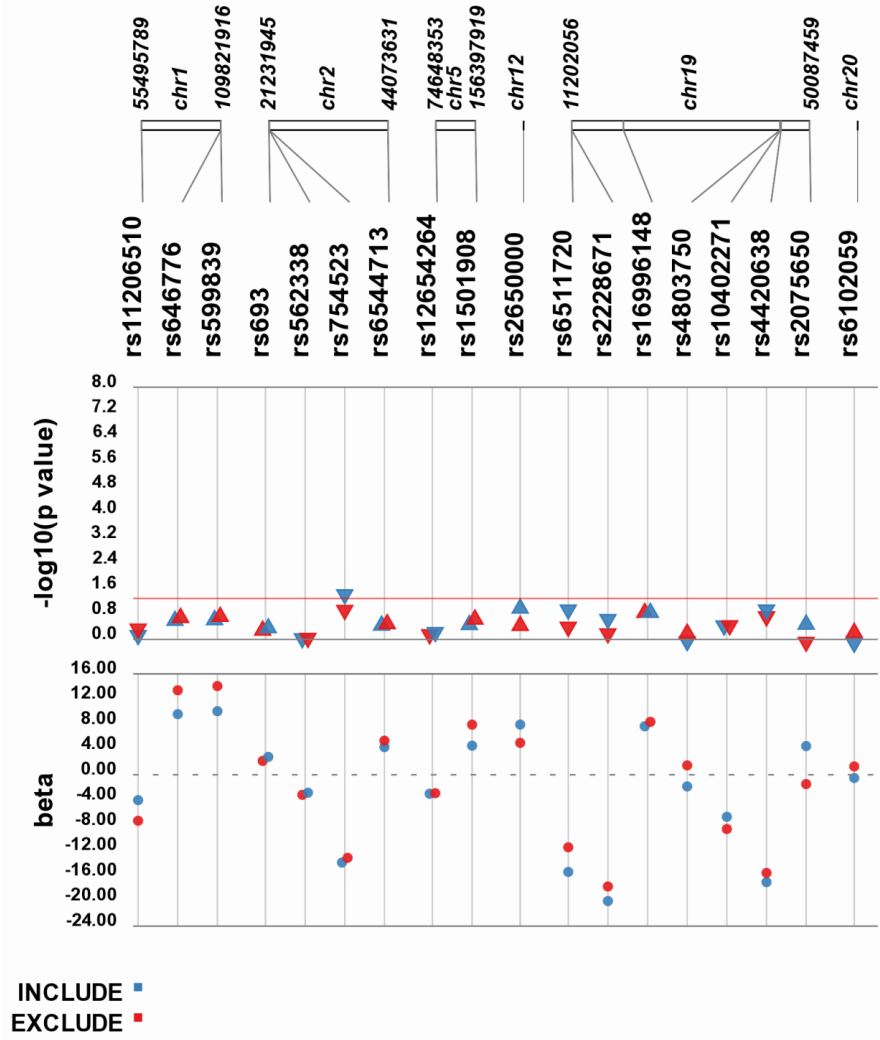 55495789
chr1
109821916
21231945
chr2
44073631
74648353
chr5
156397919
chr12
11202056
chr19
50087459
chr20
rs11206510
rs646776
rs599839
rs693
rs562338
rs754523
rs6544713
rs12654264
rs1501908
rs2650000
rs6511720
rs2228671
rs16996148
rs4803750
rs10402271
rs4420638
rs2075650
rs6102059
-log10(p value)
8.0
7.2
6.4
5.6
4.8
4.0
3.2
2.4
1.6
0.8
0.0
beta
16.00
12.00
8.00
4.00
0.00
-4.00
-8.00
-12.00
-16.00
-20.00
-24.00
INCLUDE
EXCLUDE